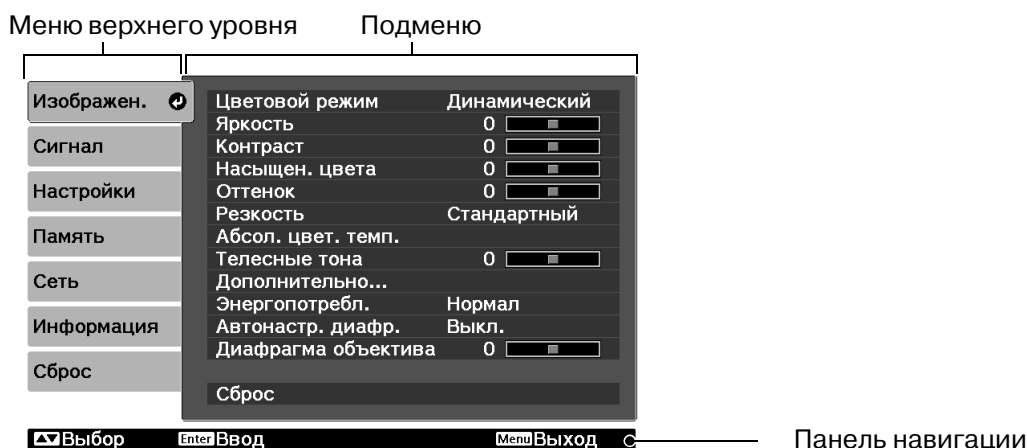 Меню верхнего уровня Подменю
Изображен.
Сигнал
Настройки
Память
Сеть
Информация
Сброс
Цветовой режим Динамический
Яркость 0
Контраст 0
Насыщен. цвета 0
Оттенок 0
Резкость Стандартный
Абсол. цвет. темп.
Телесные тона 0
Дополнительно...
Энергопотребл. Нормал
Автонастр. диафр. Выкл.
Диафрагма объектива 0
Сброс
Выбор Enter Ввод Menu Выход Панель навигации